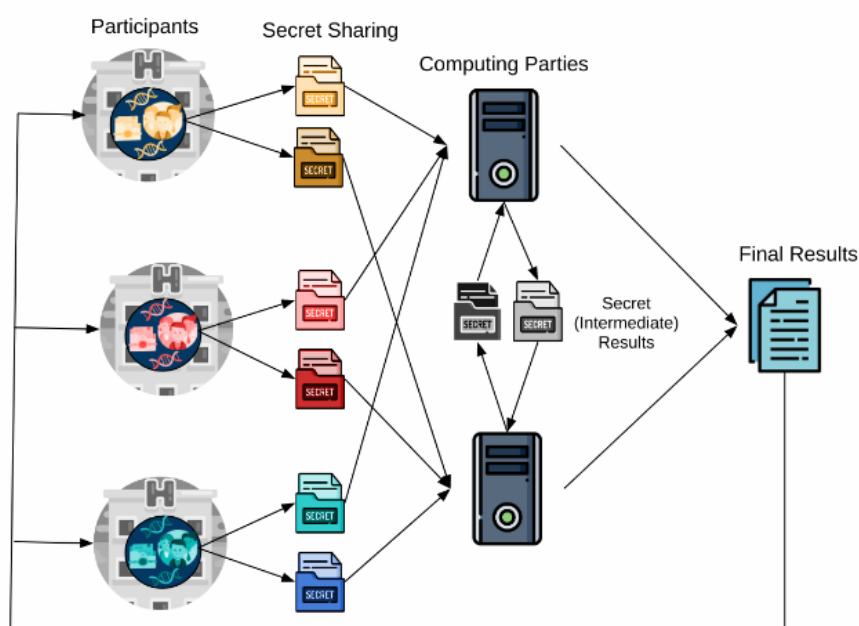 Participants
Secret Sharing
Computing Parties
SECRET
SECRET
Final Results
SECRET
SECRET
SECRET
SECRET
Secret
(Intermediate)
Results
SECRET
SECRET
H
H
H